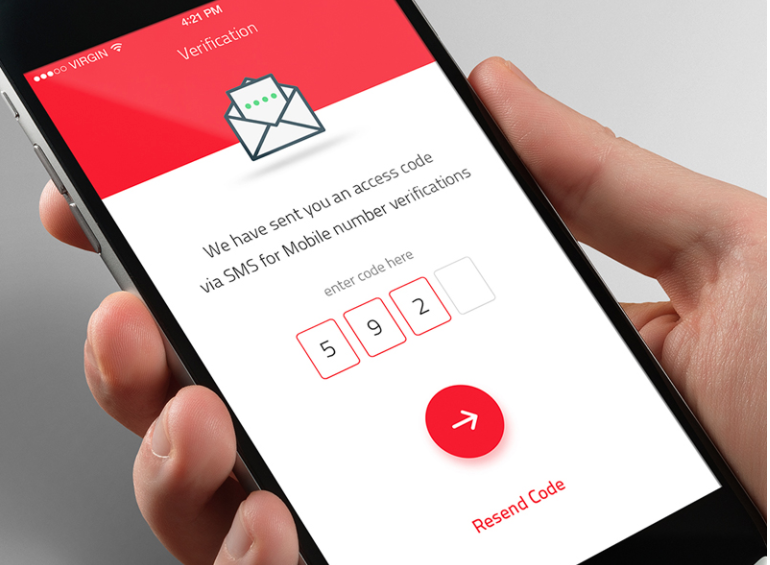 VIRGIN 4:21 PM
Verification
We have sent you an access code
via SMS for Mobile number verifications
enter code here
5 9 2
Resend Code